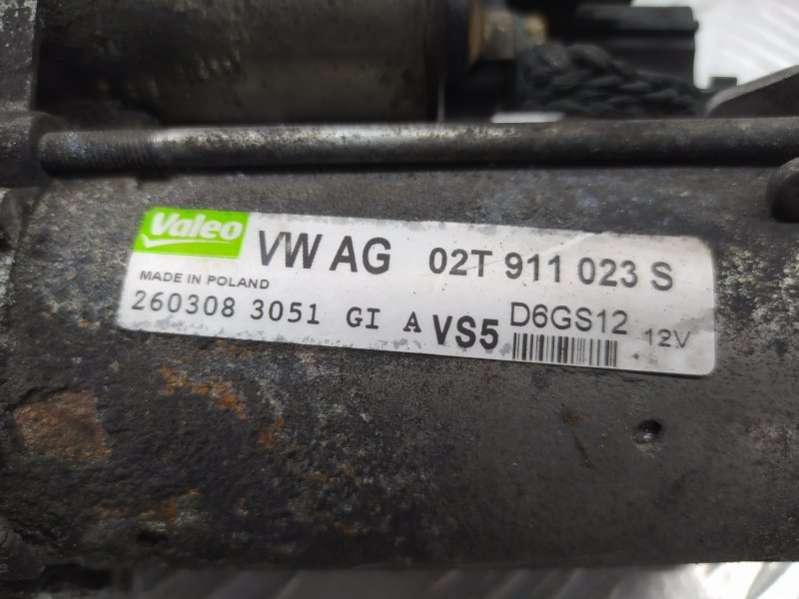 Valeo VW AG 02T 911 023 S
MADE IN POLAND
260308 3051 GI A VS5 D6GS12 12V